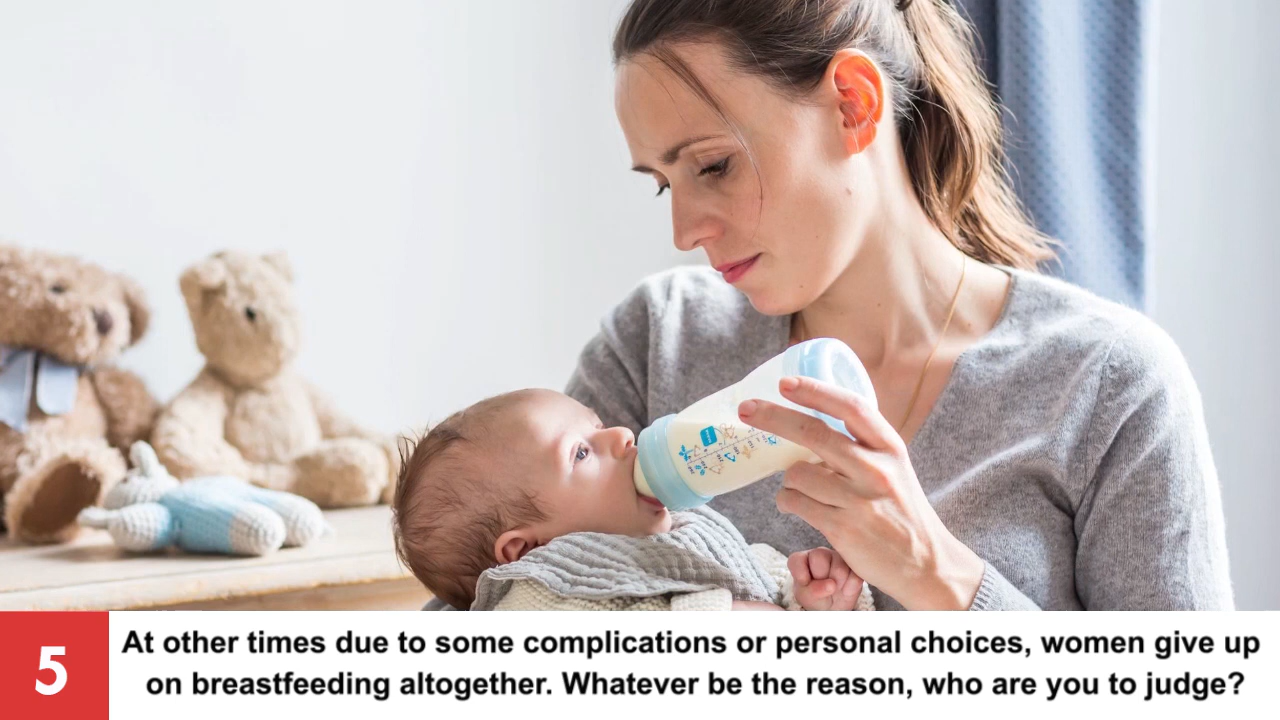 5
At other times due to some complications or personal choices, women give up
on breastfeeding altogether. Whatever be the reason, who are you to judge?